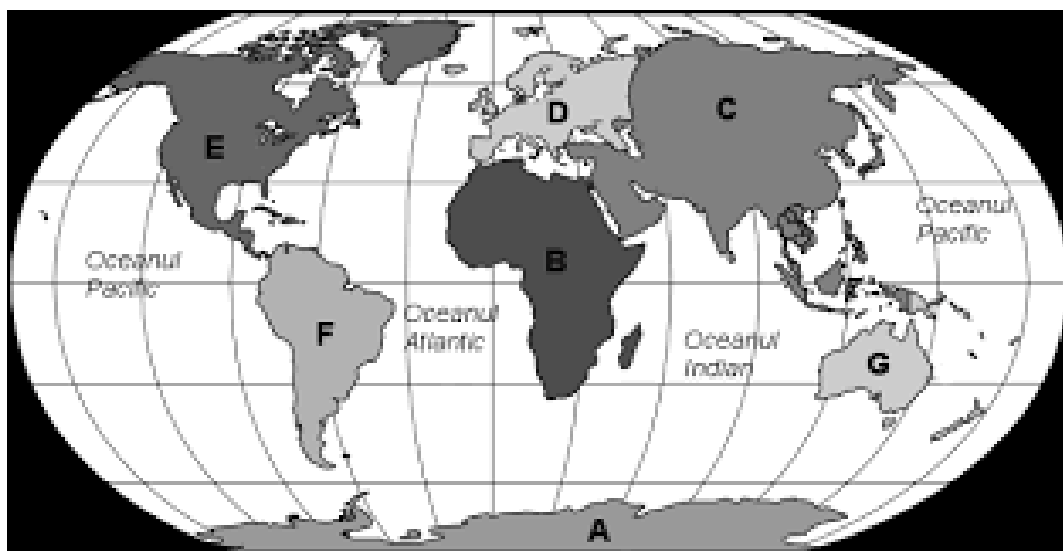 D
C
E
Oceanul
Pacific
Oceanul
Pacific
B
Oceanul
Atlantic
F
Oceanul
Indian
G
A